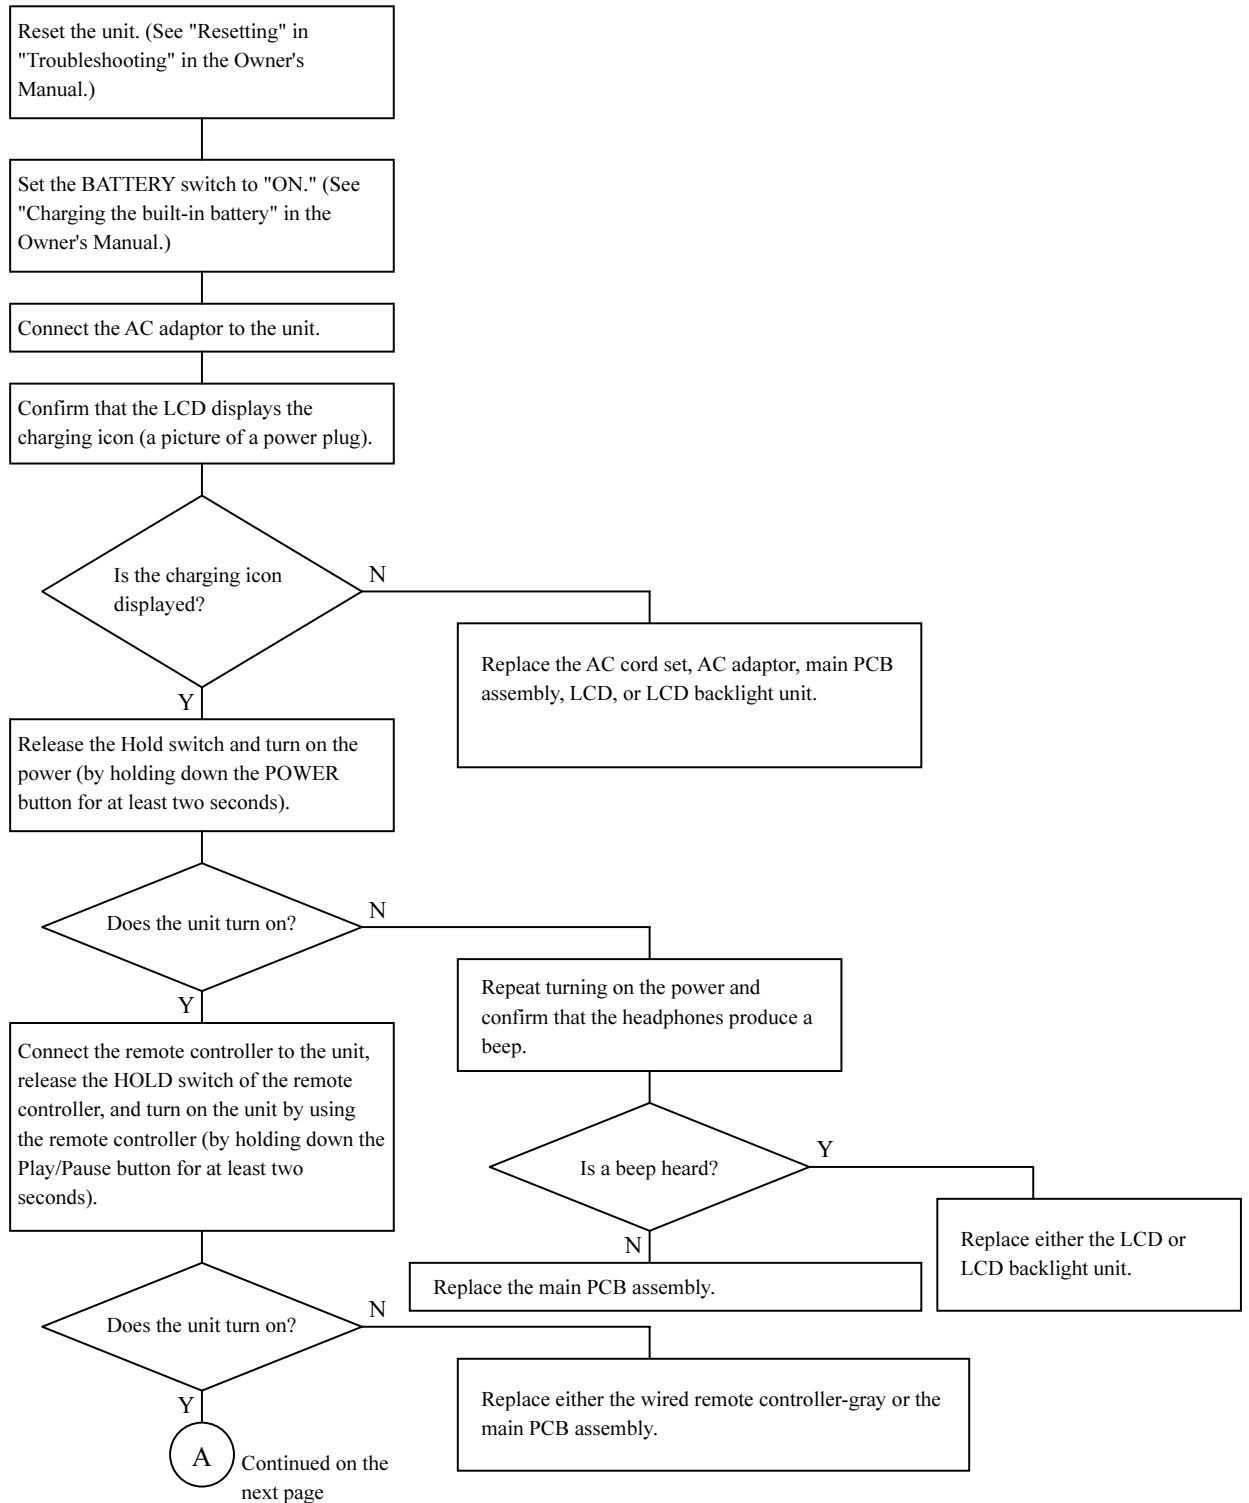 Reset the unit. (See "Resetting" in
"Troubleshooting" in the Owner's
Manual.)
Set the BATTERY switch to "ON." (See
"Charging the built-in battery" in the
Owner's Manual.)
Connect the AC adaptor to the unit.
Confirm that the LCD displays the
charging icon (a picture of a power plug).
Is the charging icon
displayed?
N
Replace the AC cord set, AC adaptor, main PCB
assembly, LCD, or LCD backlight unit.
Y
Release the Hold switch and turn on the
power (by holding down the POWER
button for at least two seconds).
Does the unit turn on?
N
Repeat turning on the power and
confirm that the headphones produce a
beep.
Y
Connect the remote controller to the unit,
release the HOLD switch of the remote
controller, and turn on the unit by using
the remote controller (by holding down the
Play/Pause button for at least two
seconds).
Is a beep heard?
Y
Replace either the LCD or
LCD backlight unit.
N
Replace the main PCB assembly.
Does the unit turn on?
N
Replace either the wired remote controller-gray or the
main PCB assembly.
Y
A
Continued on the
next page